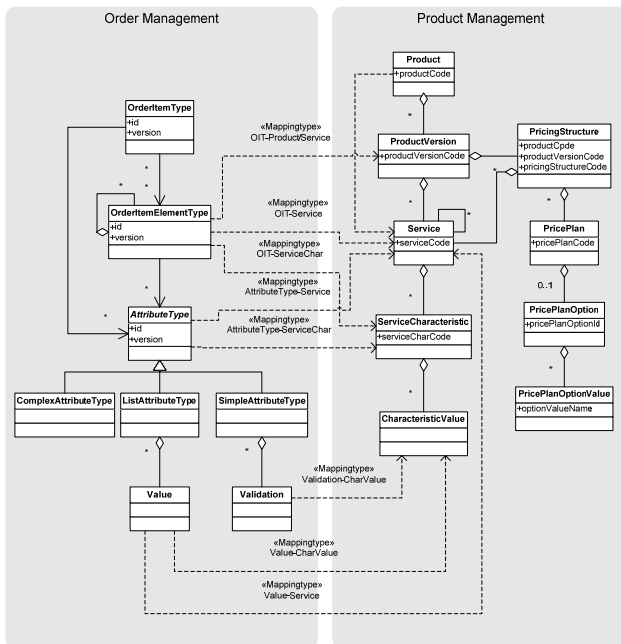 Order Management
Product Management
OrderItemType
+id
+version
*
*
*
OrderItemElementType
+id
+version
*
*
AttributeType
+id
+version
ComplexAttributeType
ListAttributeType
SimpleAttributeType
*
*
Value
Validation
«Mappingtype»
OIT-Product/Service
«Mappingtype»
OIT-Service
«Mappingtype»
OIT-ServiceChar
«Mappingtype»
AttributeType-Service
«Mappingtype»
AttributeType-ServiceChar
«Mappingtype»
Validation-CharValue
«Mappingtype»
Value-CharValue
«Mappingtype»
Value-Service
Product
+productCode
*
ProductVersion
+productVersionCode
*
Service
+serviceCode
*
*
ServiceCharacteristic
+serviceCharCode
*
CharacteristicValue
PricingStructure
+productCpde
+productVersionCode
+pricingStructureCode
*
*
PricePlan
+pricePlanCode
0..1
PricePlanOption
+pricePlanOptionId
*
PricePlanOptionValue
+optionValueName